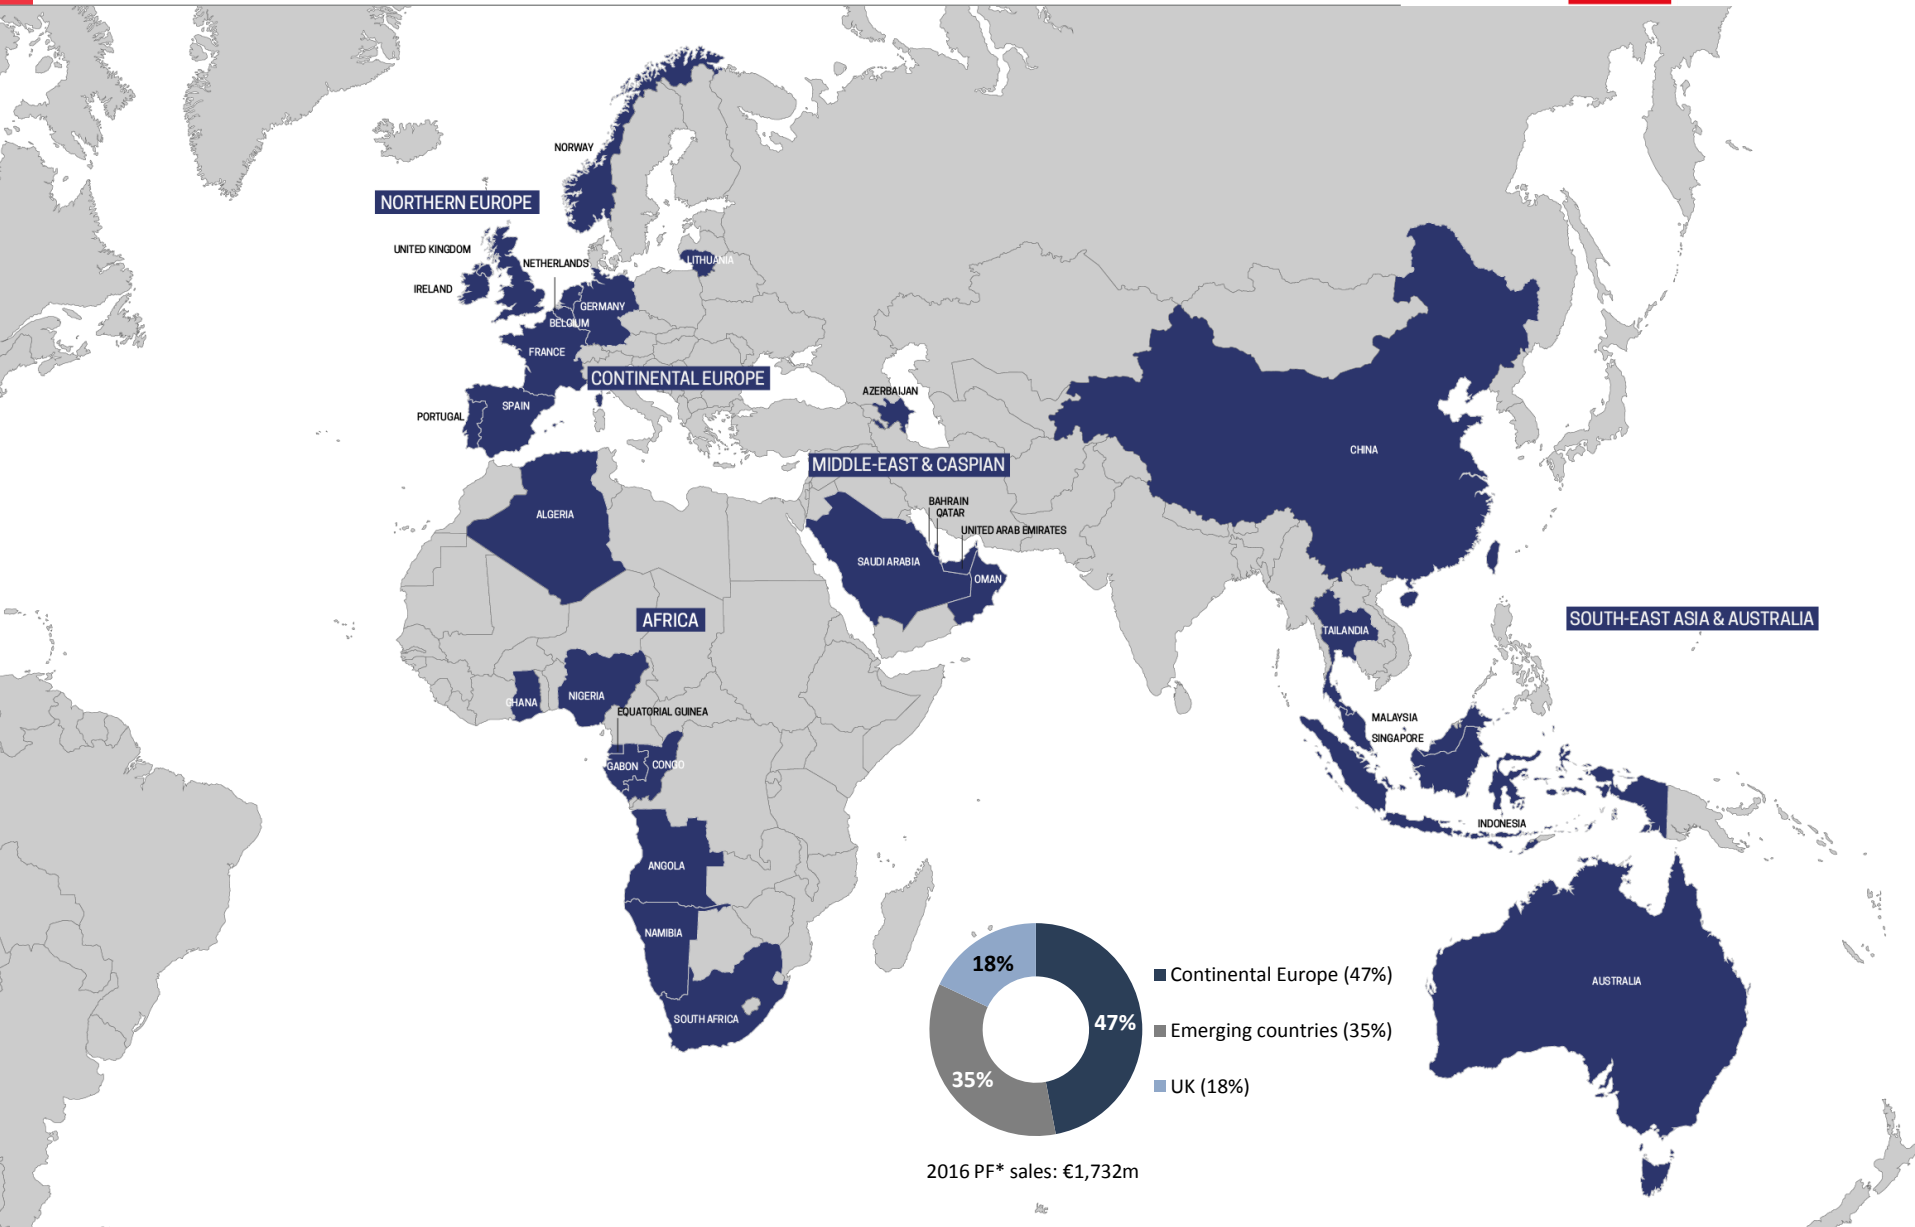 NORWAY
NORTHERN EUROPE
UNITED KINGDOM
NETHERLANDS
LITHUANIA
IRELAND
GERMANY
BELGIUM
FRANCE
CONTINENTAL EUROPE
AZERBAIJAN
SPAIN
PORTUGAL
CHINA
MIDDLE-EAST & CASPIAN
BAHRAIN
QATAR
ALGERIA
UNITED ARAB EMIRATES
SAUDI ARABIA
OMAN
AFRICA
SOUTH-EAST ASIA & AUSTRALIA
TAILANDIA
NIGERIA
GHANA
EQUATORIAL GUINEA
MALAYSIA
SINGAPORE
GABON
CONGO
INDONESIA
ANGOLA
NAMIBIA
SOUTH AFRICA
AUSTRALIA
18%
47%
35%
Continental Europe (47%)
Emerging countries (35%)
UK (18%)
2016 PF* sales: €1,732m